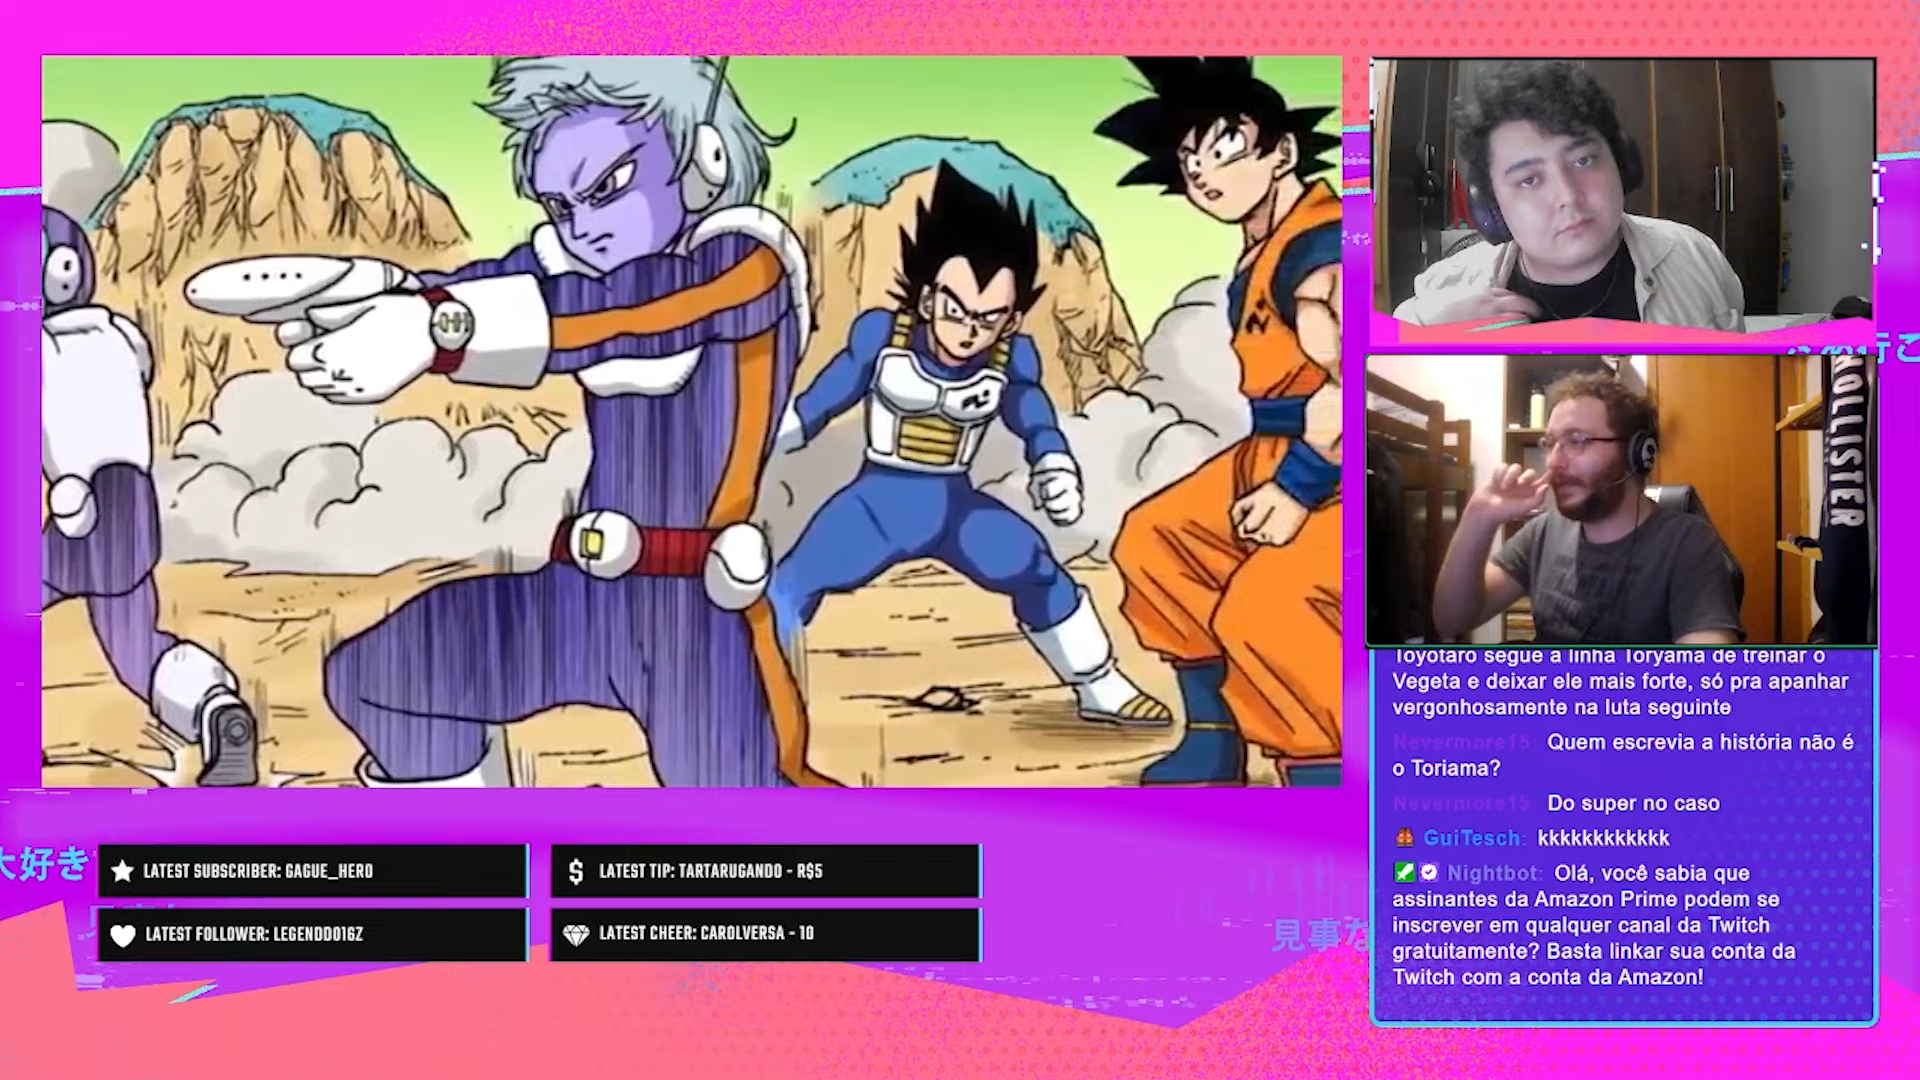 HOLLISTER
Toyotaro segue a linha Toryama de treinar o
Vegeta e deixar ele mais forte, só pra apanhar
vergonhosamente na luta seguinte
Nevermore15: Quem escrevia a história não é
o Toriama?
Nevermore15: Do super no caso
GuiTesch: kkkkkkkkkkkk
Nightbot: Olá, você sabia que
assinantes da Amazon Prime podem se
inscrever em qualquer canal da Twitch
gratuitamente? Basta linkar sua conta da
Twitch com a conta da Amazon!
大好き
LATEST SUBSCRIBER: GAGUE_HERO
LATEST TIP: TARTARUGANDO - R$5
LATEST FOLLOWER: LEGENDD016Z
LATEST CHEER: CAROLVERSA - 10
見事な